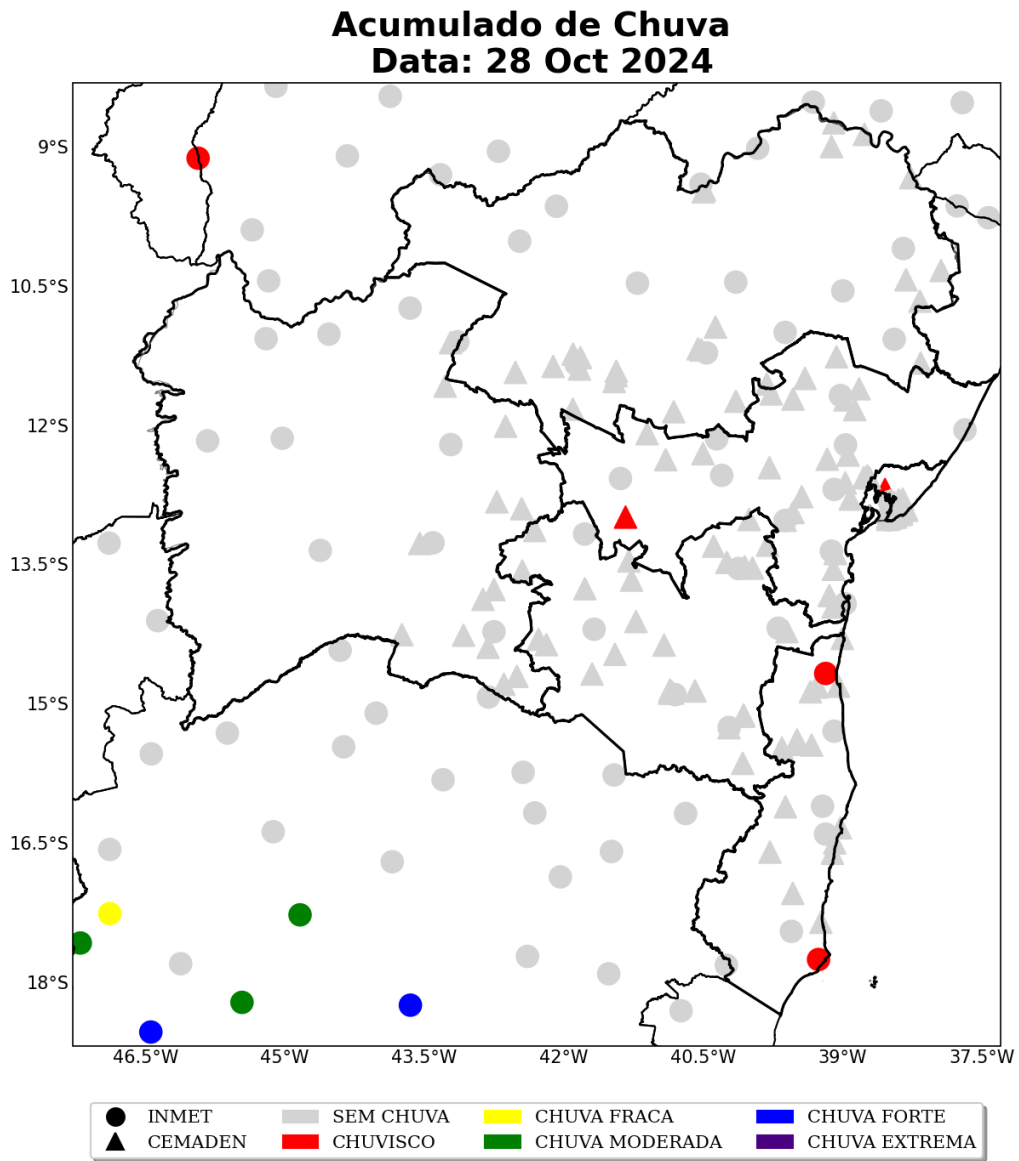 Acumulado de Chuva
Data: 28 Oct 2024
9°S
10.5°S
12°S
13.5°S
15°S
16.5°S
18°S
46.5°W 45°W 43.5°W 42°W 40.5°W 39°W 37.5°W
INMET SEM CHUVA CHUVA FRACA CHUVA FORTE
CEMADEN CHUVISCO CHUVA MODERADA CHUVA EXTREMA